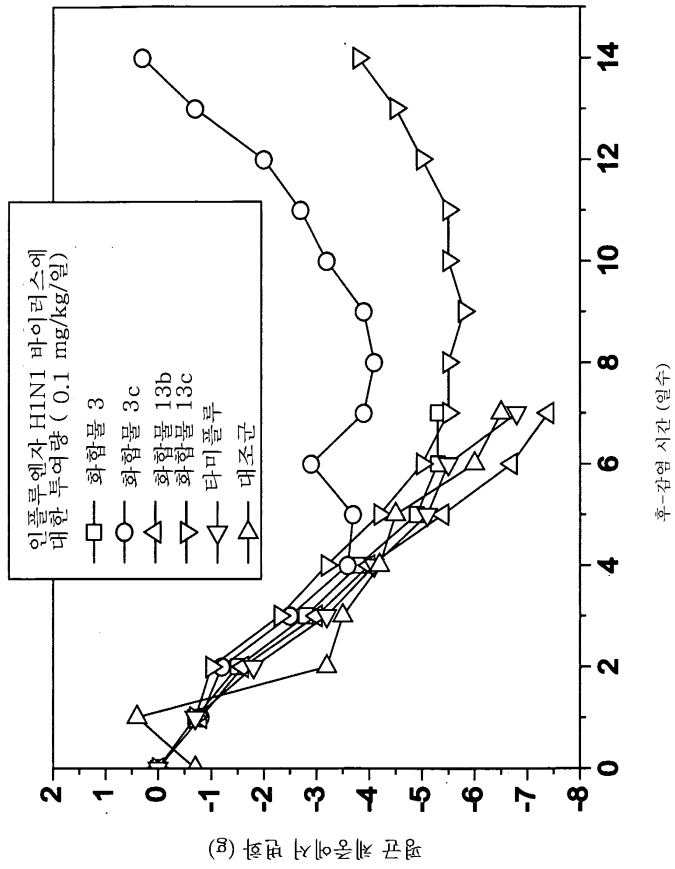 인플루엔자 H1N1 바이러스에
대한 투여량 ( 0.1 mg/kg/일)
화합물 3
화합물 3c
화합물 13b
화합물 13c
타미플루
대조군
평균 체중에서 변화 (g)
2
1
0
-1
-2
-3
-4
-5
-6
-7
-8
0
2
4
6
8
10
12
14
후-감염 시간 (일수)